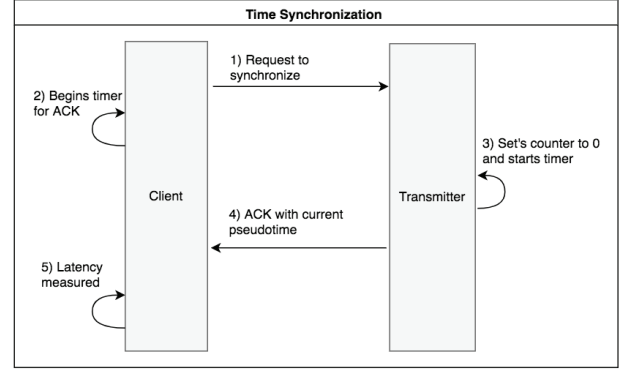 Time Synchronization
1) Request to
synchronize
2) Begins timer
for ACK
3) Set's counter to 0
and starts timer
Client
Transmitter
4) ACK with current
pseudotime
5) Latency
measured